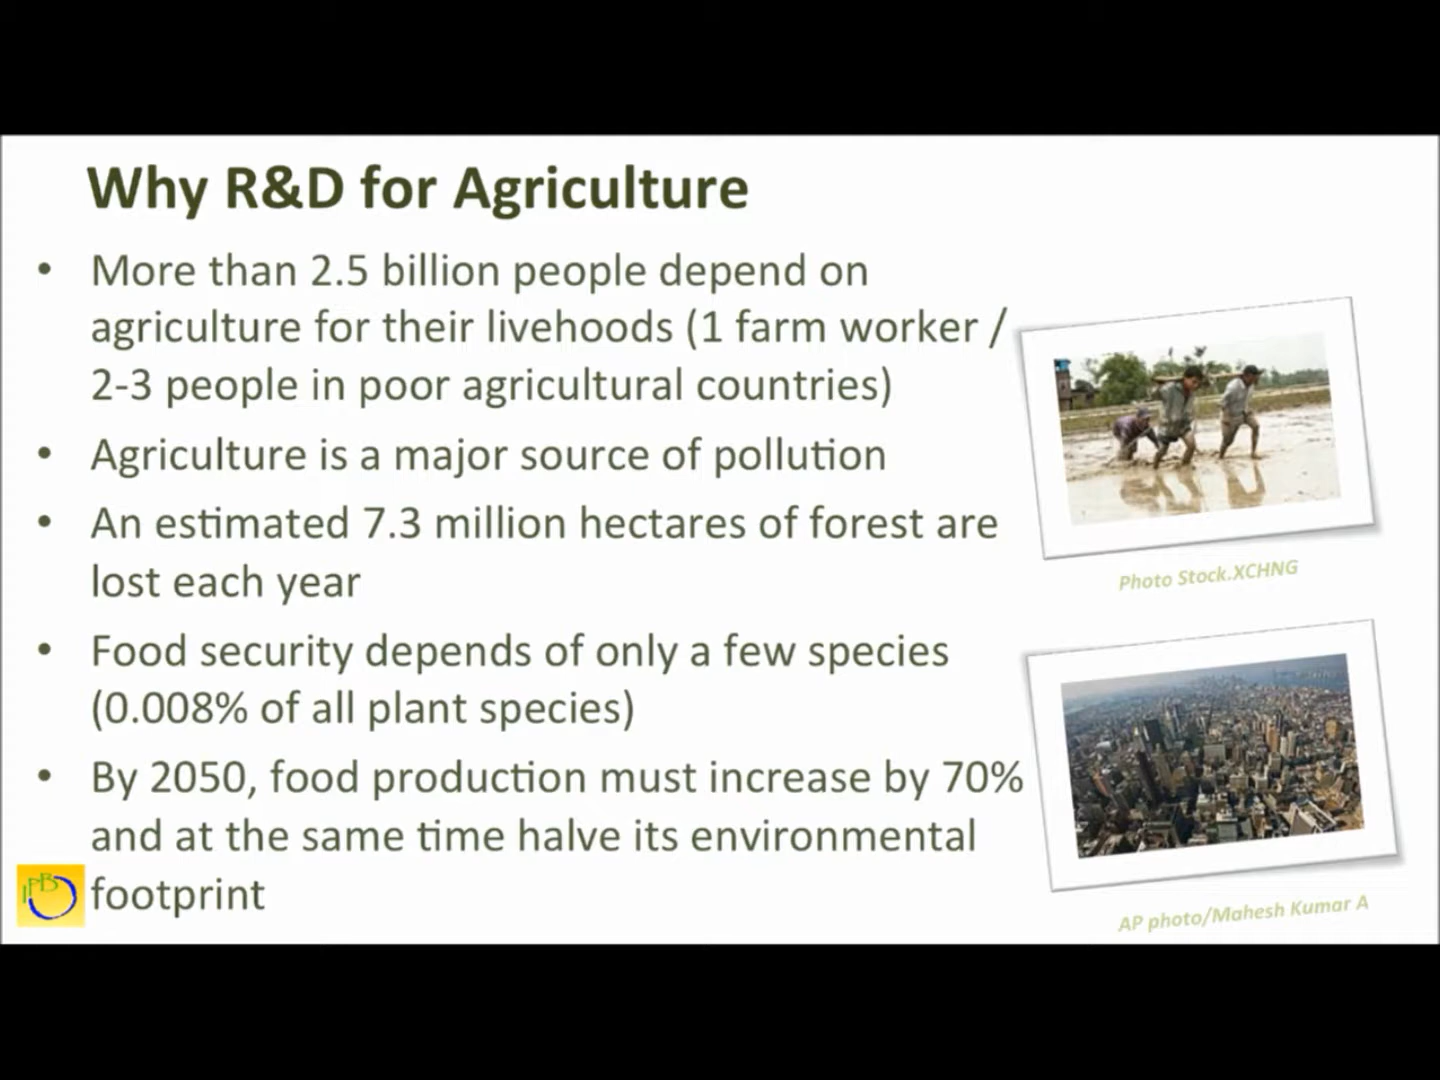 Why R&D for Agriculture
• More than 2.5 billion people depend on
agriculture for their livehoods (1 farm worker /
2-3 people in poor agricultural countries)
• Agriculture is a major source of pollution
• An estimated 7.3 million hectares of forest are
lost each year
• Food security depends of only a few species
(0.008% of all plant species)
• By 2050, food production must increase by 70%
and at the same time halve its environmental
footprint
Photo Stock.XCHNG
AP photo/Mahesh Kumar A
IPB